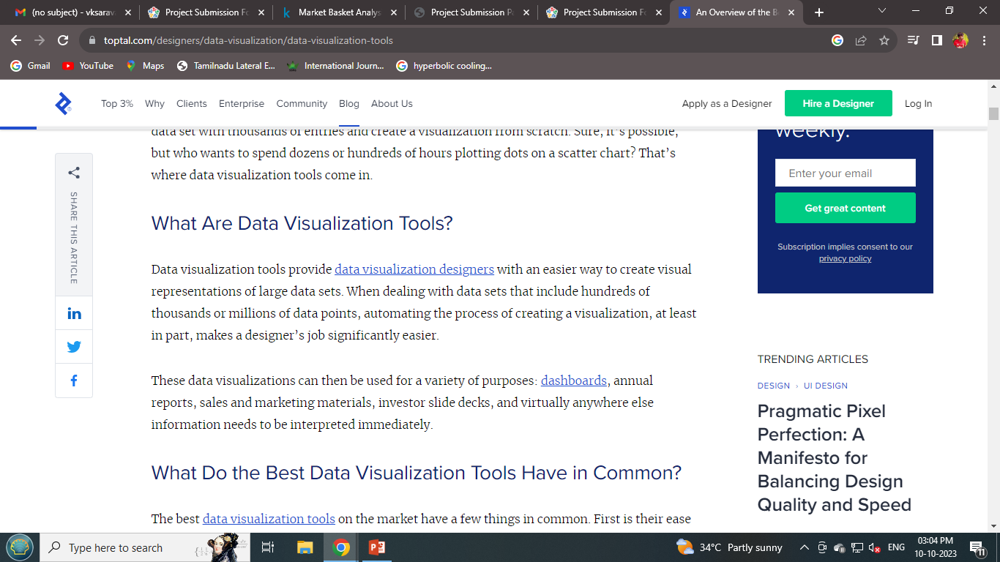 (no subject) - vksarav
Project Submission Fo
Market Basket Analys
Project Submission Pa
Project Submission Fo
An Overview of the Be
toptal.com/designers/data-visualization/data-visualization-tools
Gmail
YouTube
Maps
Tamilnadu Lateral E...
International Journ...
hyperbolic cooling...
Top 3%
Why
Clients
Enterprise
Community
Blog
About Us
Apply as a Designer
Hire a Designer
Log In
data set with thousands of entries and create a visualization from scratch. Sure, it’s possible,
but who wants to spend dozens or hundreds of hours plotting dots on a scatter chart? That’s
where data visualization tools come in.
SHARE THIS ARTICLE
What Are Data Visualization Tools?
Data visualization tools provide data visualization designers with an easier way to create visual
representations of large data sets. When dealing with data sets that include hundreds of
thousands or millions of data points, automating the process of creating a visualization, at least
in part, makes a designer’s job significantly easier.
These data visualizations can then be used for a variety of purposes: dashboards, annual
reports, sales and marketing materials, investor slide decks, and virtually anywhere else
information needs to be interpreted immediately.
What Do the Best Data Visualization Tools Have in Common?
The best data visualization tools on the market have a few things in common. First is their ease
weekly.
Enter your email
Get great content
Subscription implies consent to our
privacy policy
TRENDING ARTICLES
DESIGN › UI DESIGN
Pragmatic Pixel
Perfection: A
Manifesto for
Balancing Design
Quality and Speed
Type here to search
34°C Partly sunny
ENG
03:04 PM
10-10-2023
11